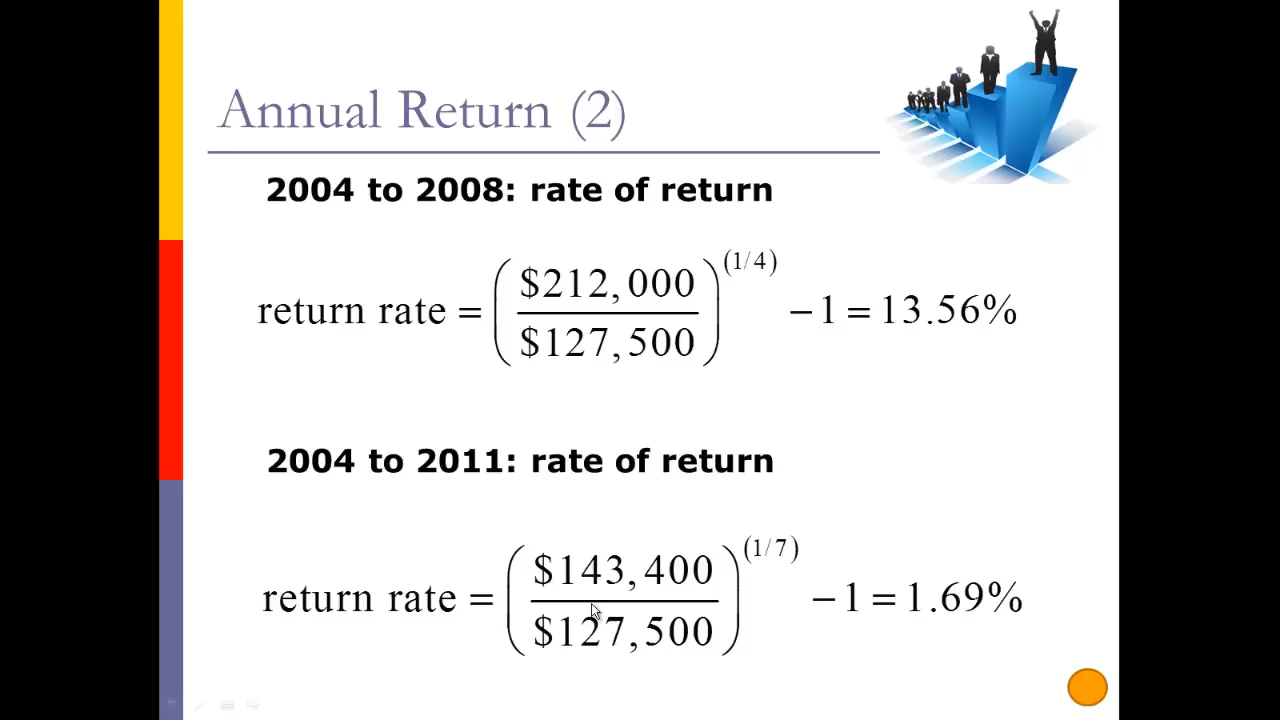 Annual Return (2)
2004 to 2008: rate of return
return rate = ($212,000 / $127,500)^(1/4) − 1 = 13.56%
2004 to 2011: rate of return
return rate = ($143,400 / $127,500)^(1/7) − 1 = 1.69%